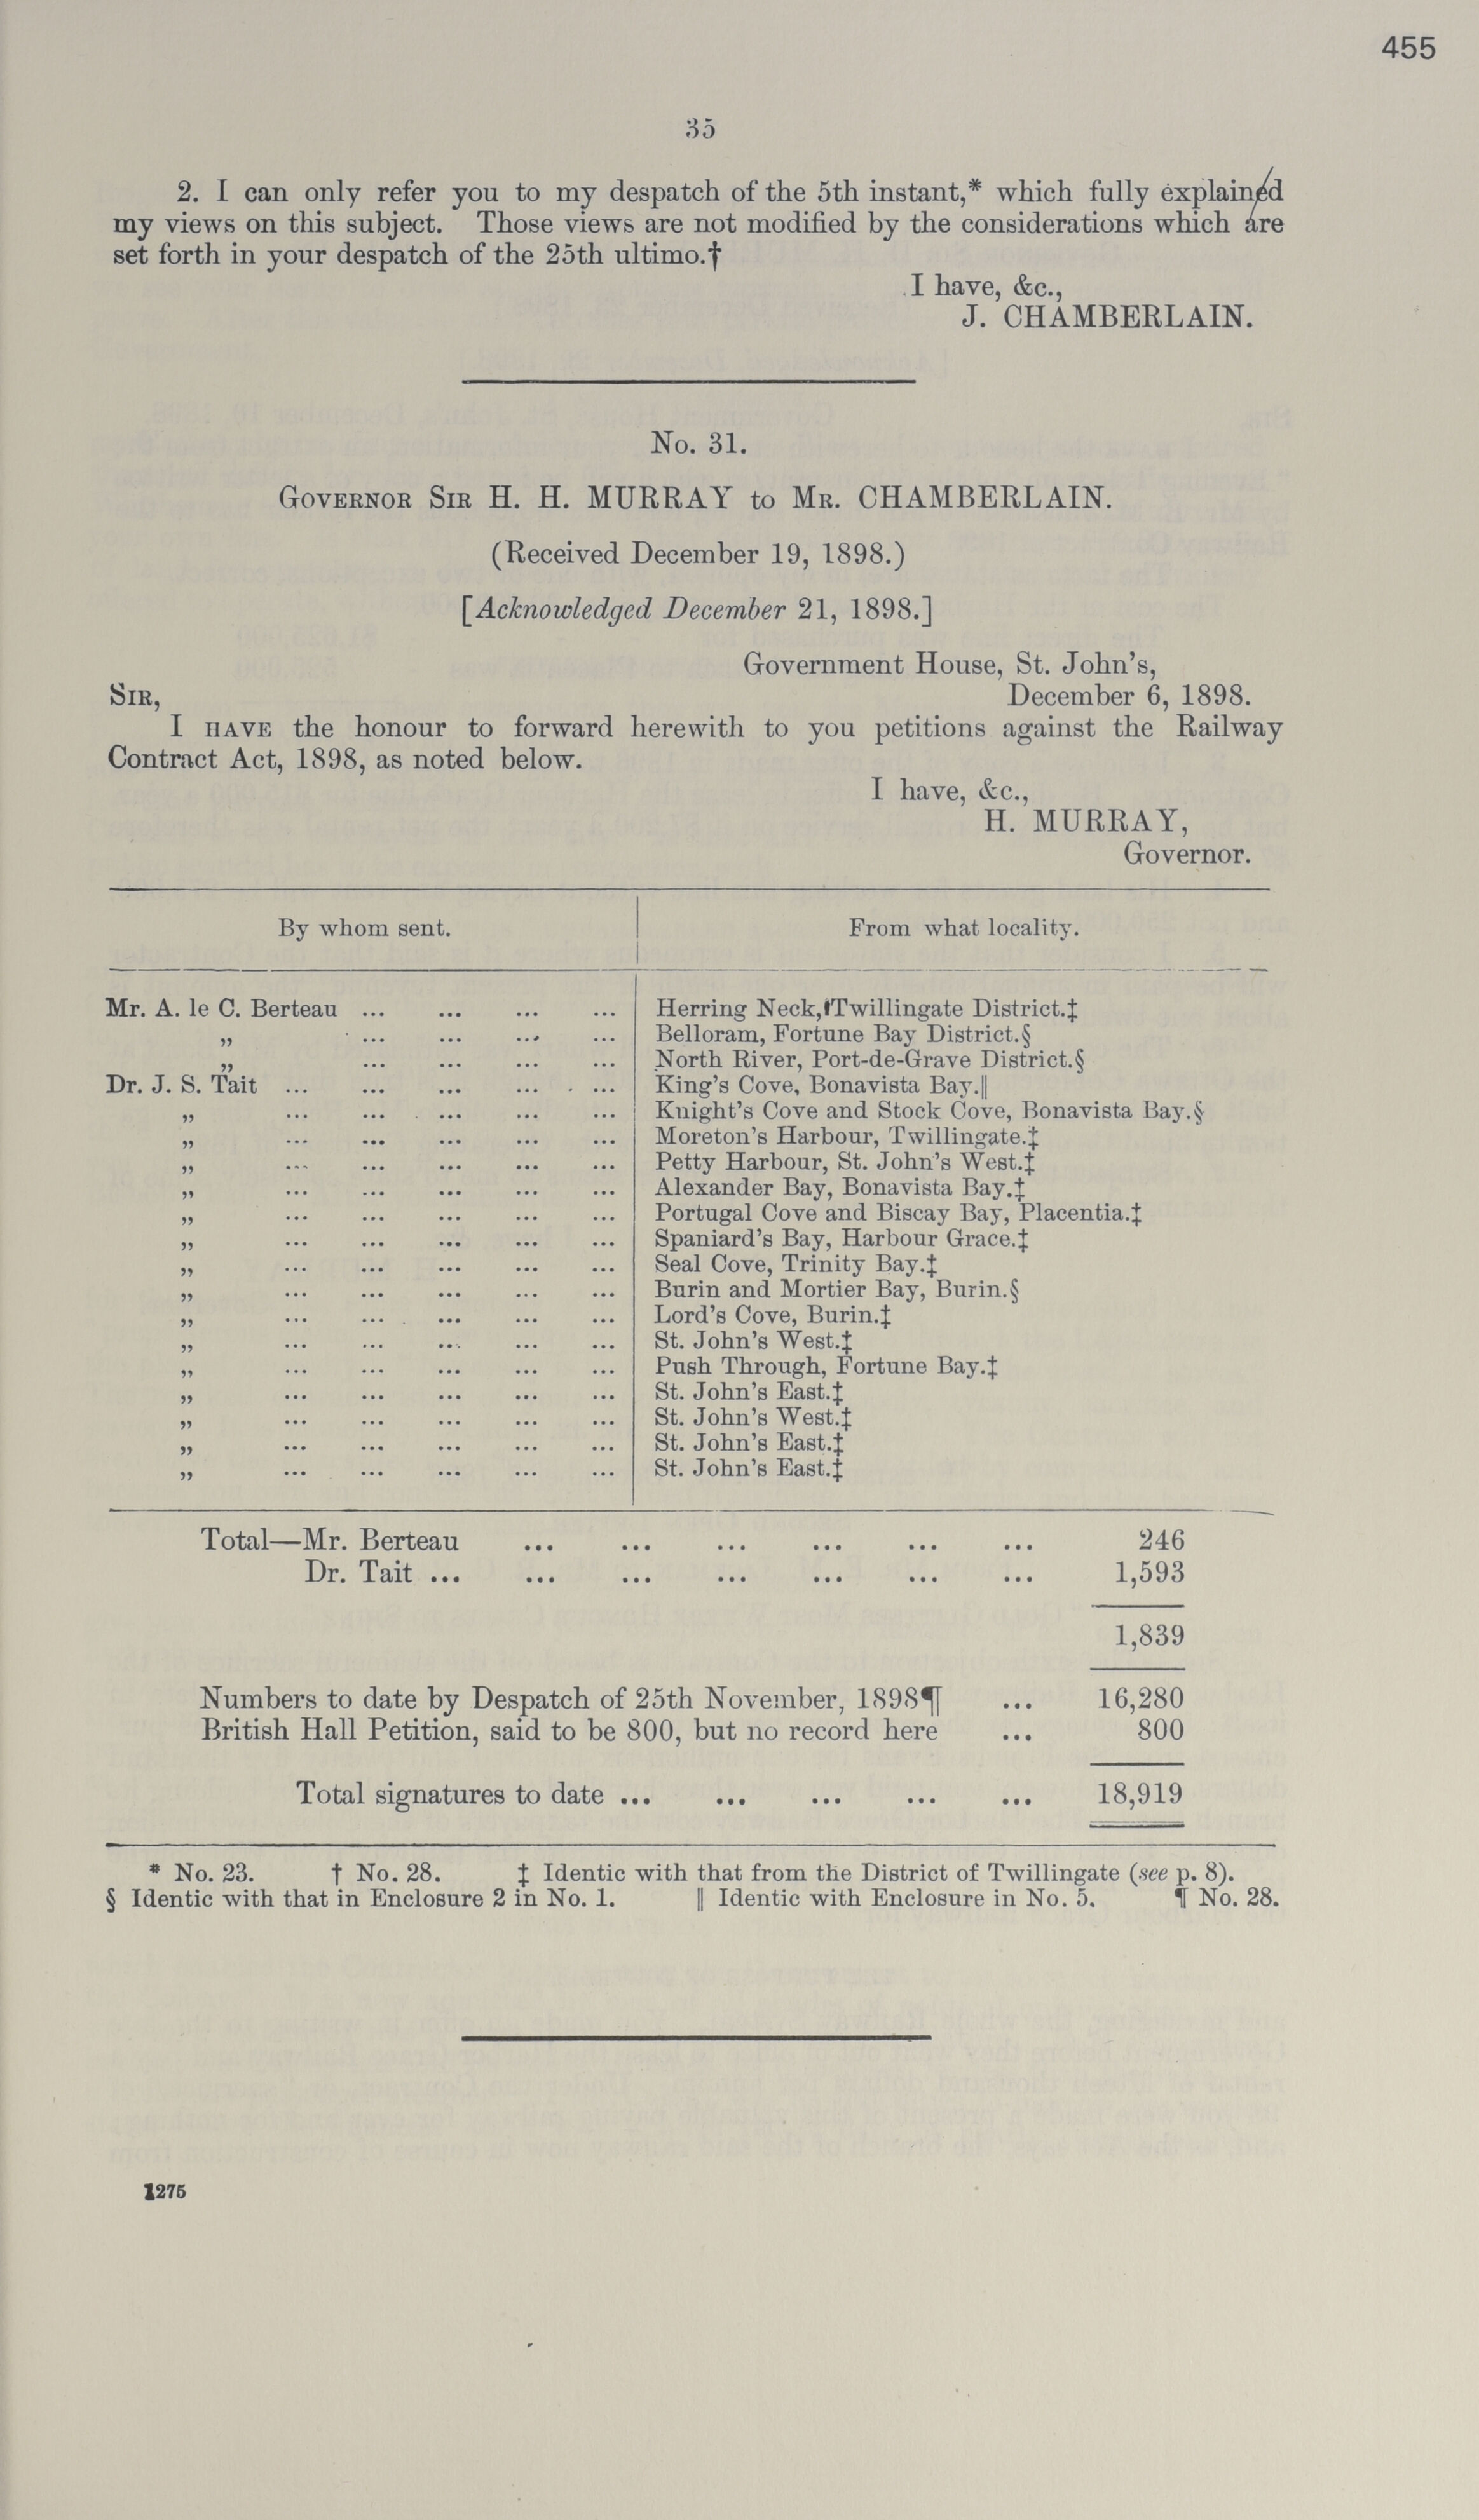 455
35
2. I can only refer you to my despatch of the 5th instant,* which fully explained
my views on this subject. Those views are not modified by the considerations which are
set forth in your despatch of the 25th ultimo.†
I have, &c.,
J. CHAMBERLAIN.
No. 31.
GOVERNOR SIR H. H. MURRAY to MR. CHAMBERLAIN.
(Received December 19, 1898.)
[Acknowledged December 21, 1898.]
Government House, St. John's,
SIR, December 6, 1898.
I HAVE the honour to forward herewith to you petitions against the Railway
Contract Act, 1898, as noted below.
I have, &c.,
H. MURRAY,
Governor.
By whom sent. From what locality.
Mr. A. le C. Berteau ... ... ... ... Herring Neck, Twillingate District.‡
„ ... ... ... ... Belloram, Fortune Bay District.§
„ ... ... ... ... North River, Port-de-Grave District.§
Dr. J. S. Tait ... ... ... ... ... King's Cove, Bonavista Bay.‖
„ ... ... ... ... ... Knight's Cove and Stock Cove, Bonavista Bay.§
„ ... ... ... ... ... Moreton's Harbour, Twillingate.‡
„ ... ... ... ... ... Petty Harbour, St. John's West.‡
„ ... ... ... ... ... Alexander Bay, Bonavista Bay.‡
„ ... ... ... ... ... Portugal Cove and Biscay Bay, Placentia.‡
„ ... ... ... ... ... Spaniard's Bay, Harbour Grace.‡
„ ... ... ... ... ... Seal Cove, Trinity Bay.‡
„ ... ... ... ... ... Burin and Mortier Bay, Burin.§
„ ... ... ... ... ... Lord's Cove, Burin.‡
„ ... ... ... ... ... St. John's West.‡
„ ... ... ... ... ... Push Through, Fortune Bay.‡
„ ... ... ... ... ... St. John's East.‡
„ ... ... ... ... ... St. John's West.‡
„ ... ... ... ... ... St. John's East.‡
„ ... ... ... ... ... St. John's East.‡
Total—Mr. Berteau ... ... ... ... ... ... 246
Dr. Tait ... ... ... ... ... ... ... 1,593
1,839
Numbers to date by Despatch of 25th November, 1898¶ ... 16,280
British Hall Petition, said to be 800, but no record here ... 800
Total signatures to date ... ... ... ... ... 18,919
* No. 23. † No. 28. ‡ Identic with that from the District of Twillingate (see p. 8).
§ Identic with that in Enclosure 2 in No. 1. ‖ Identic with Enclosure in No. 5. ¶ No. 28.
1275